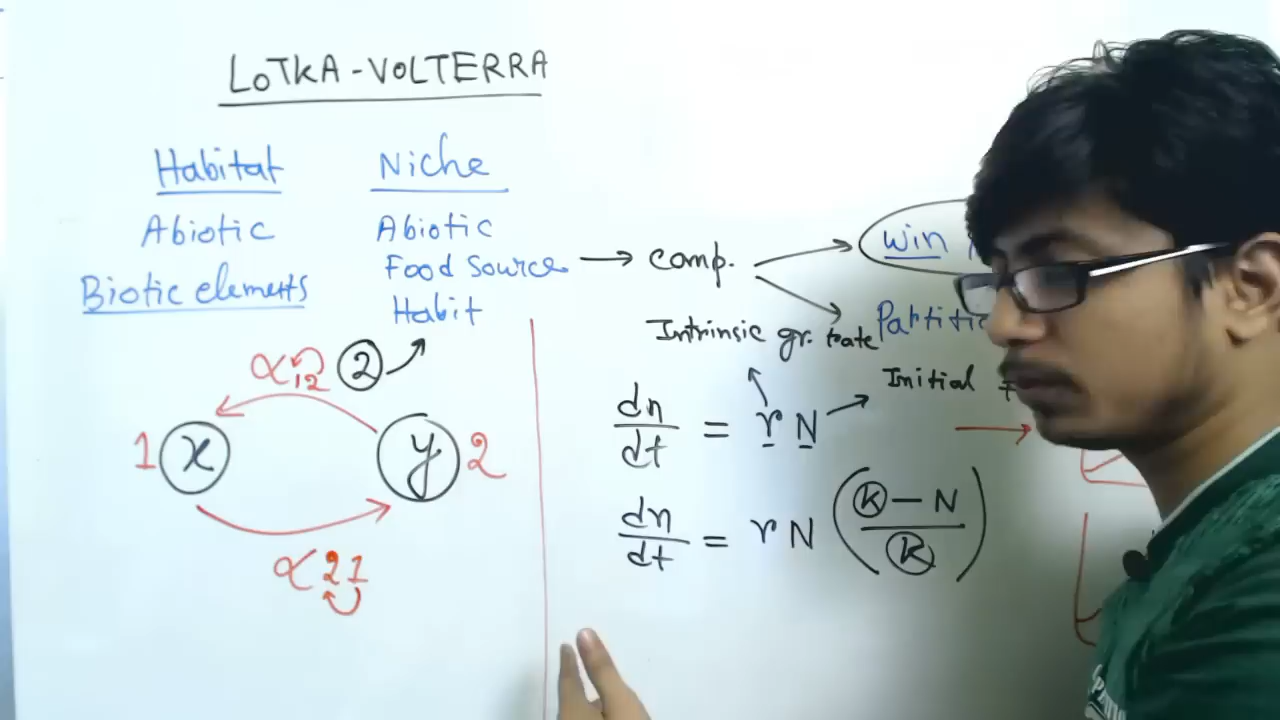 LOTKA-VOLTERRA
Habitat
Abiotic
Biotic elements
Niche
Abiotic
Food Source → comp.
Habit
win
Partitio
α12 2
1 x
y 2
α21
Intrinsic gr. rate
Initial
dn/dt = r N
dn/dt = r N (K − N / K)